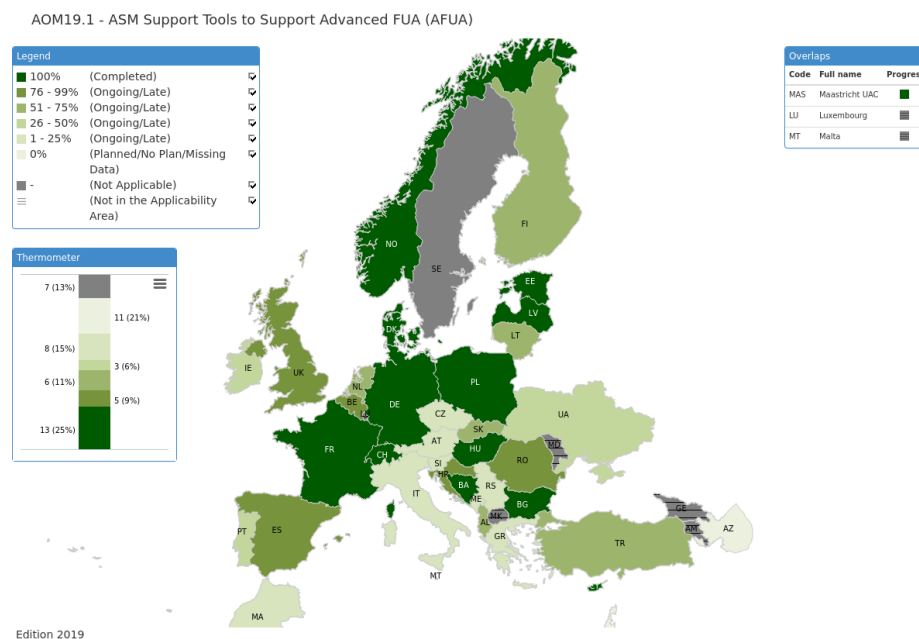 AOM19.1 - ASM Support Tools to Support Advanced FUA (AFUA)
Legend
100% (Completed)
76 - 99% (Ongoing/Late)
51 - 75% (Ongoing/Late)
26 - 50% (Ongoing/Late)
1 - 25% (Ongoing/Late)
0% (Planned/No Plan/Missing
Data)
- (Not Applicable)
(Not in the Applicability
Area)
Overlaps
Code Full name Progres
MAS Maastricht UAC
LU Luxembourg
MT Malta
Thermometer
7 (13%)
11 (21%)
8 (15%)
3 (6%)
6 (11%)
5 (9%)
13 (25%)
NO
SE
FI
EE
LV
LT
DK
IE
UK
NL
BE
DE
PL
CZ
UA
SK
FR
CH
AT
HU
MD
SI
HR
RO
IT
BA
RS
ME
BG
MK
AL
GR
PT
ES
TR
GE
AM
AZ
MT
MA
Edition 2019